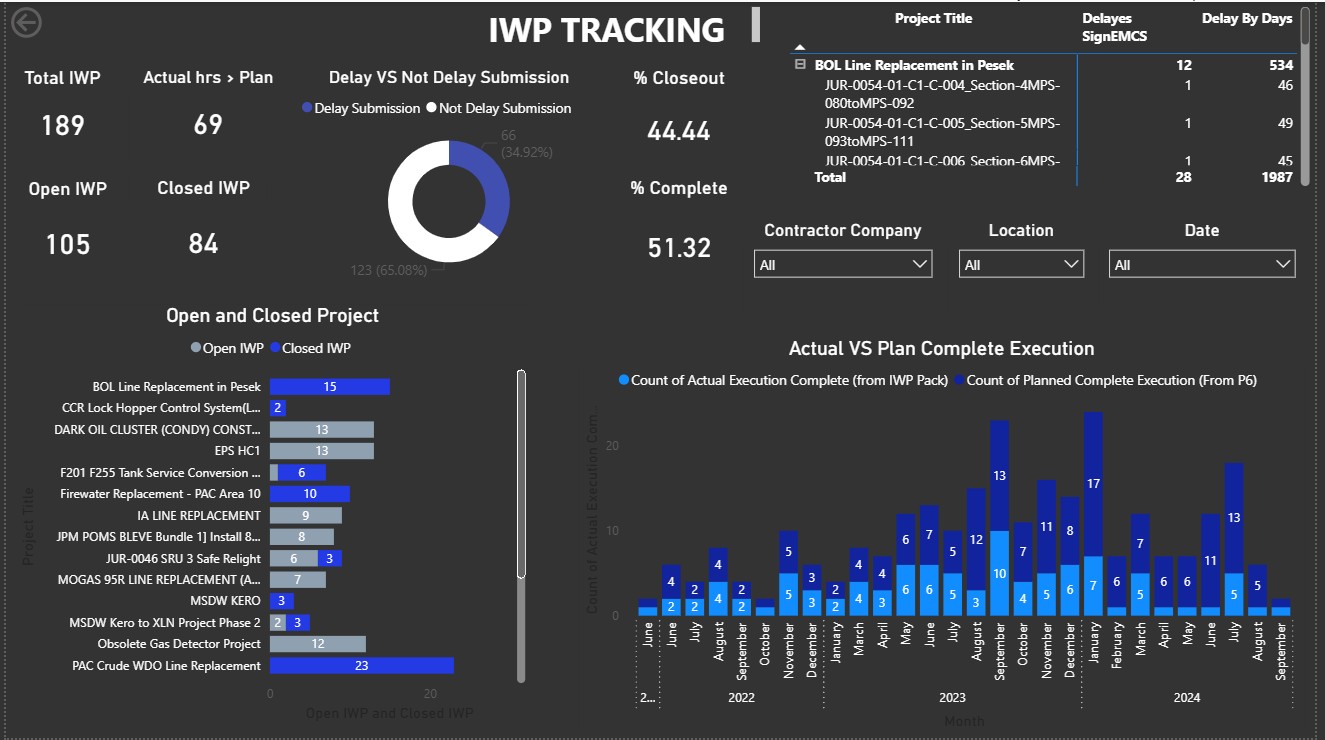 IWP TRACKING
Total IWP
189
Actual hrs > Plan
69
Open IWP
105
Closed IWP
84
Delay VS Not Delay Submission
Delay Submission
Not Delay Submission
66
(34.92%)
123 (65.08%)
% Closeout
44.44
% Complete
51.32
Project Title
Delayes
SignEMCS
Delay By Days
BOL Line Replacement in Pesek 12 534
JUR-0054-01-C1-C-004_Section-4MPS- 1 46
080toMPS-092
JUR-0054-01-C1-C-005_Section-5MPS- 1 49
093toMPS-111
JUR-0054-01-C1-C-006_Section-6MPS- 1 45
Total 28 1987
Contractor Company
All
Location
All
Date
All
Open and Closed Project
Open IWP
Closed IWP
Project Title
BOL Line Replacement in Pesek 15
CCR Lock Hopper Control System(L... 2
DARK OIL CLUSTER (CONDY) CONST... 13
EPS HC1 13
F201 F255 Tank Service Conversion ... 6
Firewater Replacement - PAC Area 10 10
IA LINE REPLACEMENT 9
JPM POMS BLEVE Bundle 1] Install 8... 8
JUR-0046 SRU 3 Safe Relight 6 3
MOGAS 95R LINE REPLACEMENT (A... 7
MSDW KERO 3
MSDW Kero to XLN Project Phase 2 2 3
Obsolete Gas Detector Project 12
PAC Crude WDO Line Replacement 23
0 20
Open IWP and Closed IWP
Actual VS Plan Complete Execution
Count of Actual Execution Complete (from IWP Pack)
Count of Planned Complete Execution (From P6)
Count of Actual Execution Com...
20
10
0
4 2 4 2 5 3 2 4 4 6 7 5 12 13 7 11 8 17 6 7 6 6 11 13 5
2 2 4 2 5 3 2 4 3 6 6 5 3 10 4 5 6 7 5 5
June June July August September October November December January March April May June July August September October November December January February March April May June July August September
2... 2022 2023 2024
Month